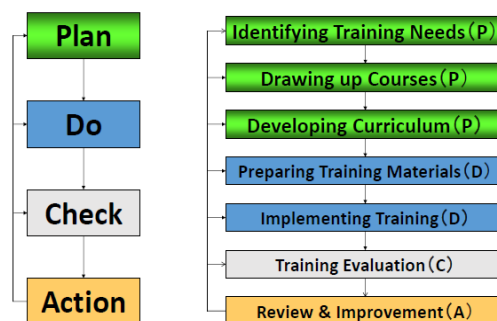 Plan
Do
Check
Action
Identifying Training Needs(P)
Drawing up Courses(P)
Developing Curriculum(P)
Preparing Training Materials(D)
Implementing Training(D)
Training Evaluation(C)
Review & Improvement(A)